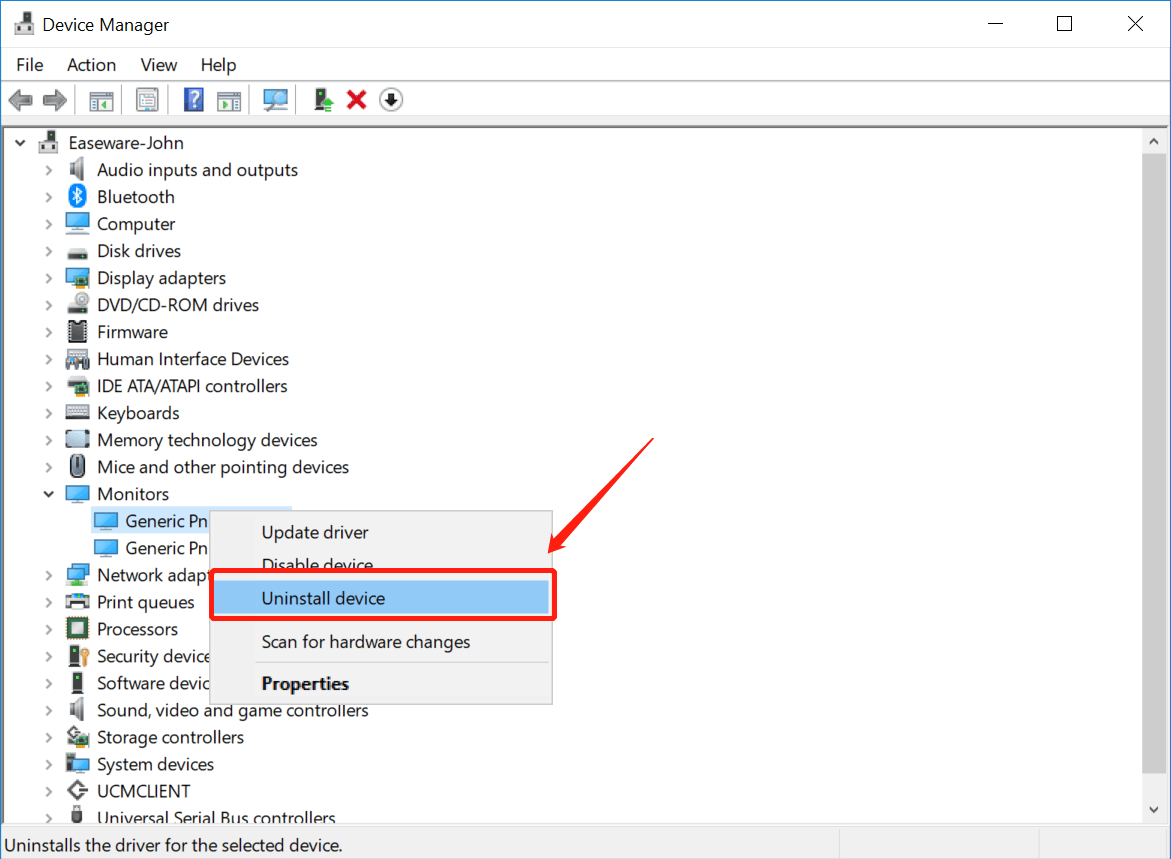 Device Manager
File Action View Help
Easeware-John
Audio inputs and outputs
Bluetooth
Computer
Disk drives
Display adapters
DVD/CD-ROM drives
Firmware
Human Interface Devices
IDE ATA/ATAPI controllers
Keyboards
Memory technology devices
Mice and other pointing devices
Monitors
Generic Pn
Generic Pn
Update driver
Disable device
Uninstall device
Scan for hardware changes
Properties
Network adapt
Print queues
Processors
Security device
Software devic
Sound, video and game controllers
Storage controllers
System devices
UCMCLIENT
Universal Serial Bus controllers
Uninstalls the driver for the selected device.